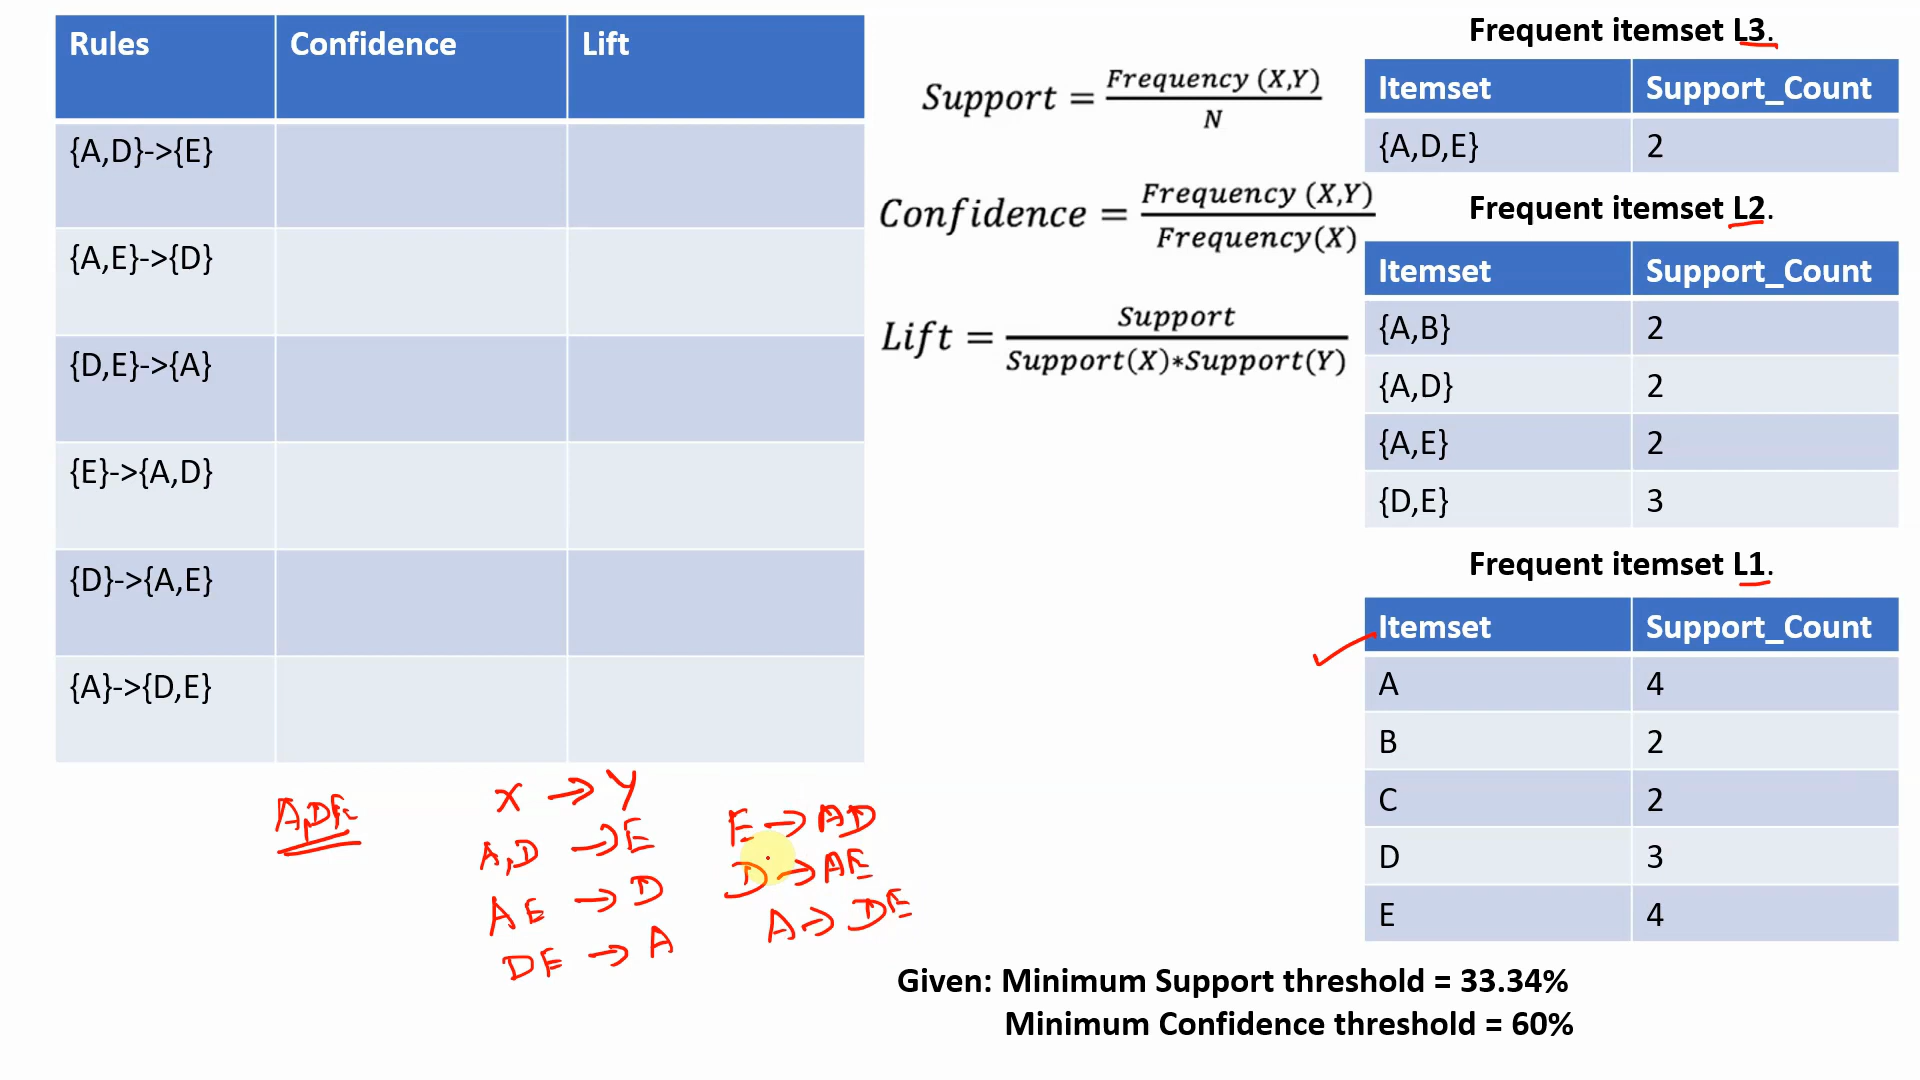 Rules Confidence Lift
{A,D}->{E}
{A,E}->{D}
{D,E}->{A}
{E}->{A,D}
{D}->{A,E}
{A}->{D,E}
Support = Frequency (X,Y) / N
Confidence = Frequency (X,Y) / Frequency(X)
Lift = Support / Support(X)*Support(Y)
Frequent itemset L3.
Itemset Support_Count
{A,D,E} 2
Frequent itemset L2.
Itemset Support_Count
{A,B} 2
{A,D} 2
{A,E} 2
{D,E} 3
Frequent itemset L1.
Itemset Support_Count
A 4
B 2
C 2
D 3
E 4
A,DE
X → Y
A,D → E
AE → D
DE → A
E → AD
D → AE
A → DE
Given: Minimum Support threshold = 33.34%
Minimum Confidence threshold = 60%